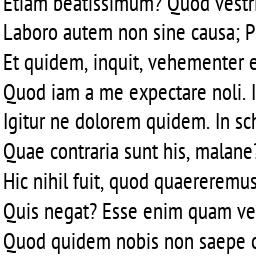 Etiam beatissimum? Quod vestri
Laboro autem non sine causa; P
Et quidem, inquit, vehementer e
Quod iam a me expectare noli. I
Igitur ne dolorem quidem. In sch
Quae contraria sunt his, malane?
Hic nihil fuit, quod quaereremus
Quis negat? Esse enim quam ve
Quod quidem nobis non saepe c